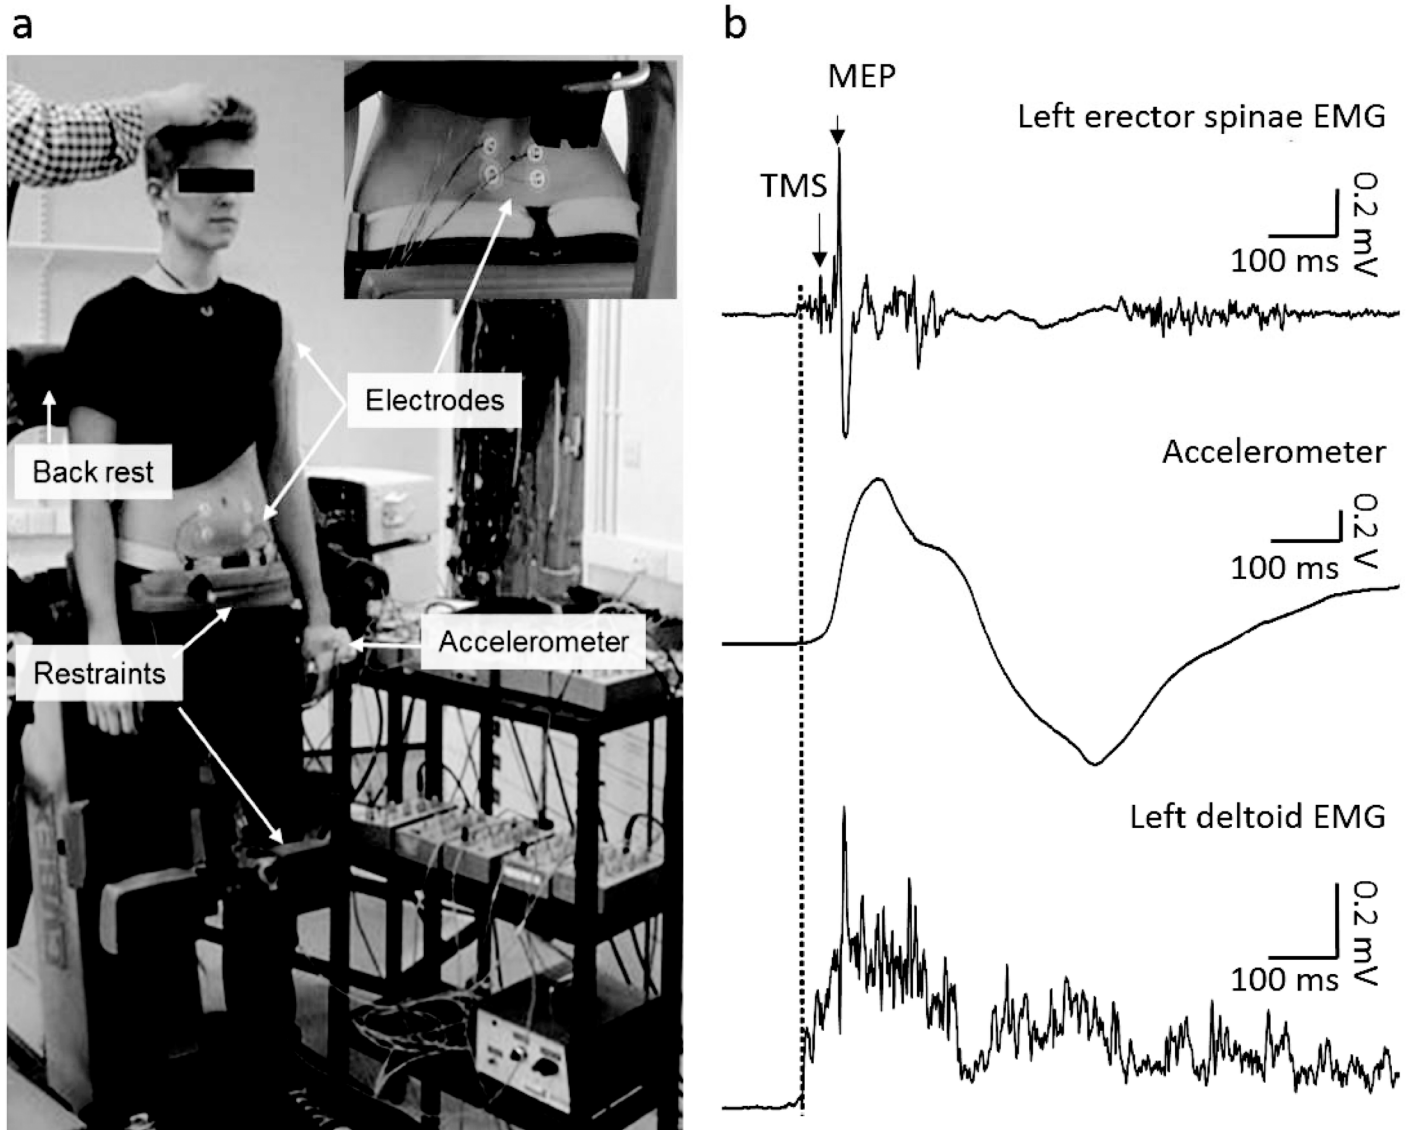 a
b
MEP
Left erector spinae EMG
TMS
0.2 mV
100 ms
Electrodes
Back rest
Accelerometer
0.2 V
100 ms
Accelerometer
Restraints
Left deltoid EMG
0.2 mV
100 ms